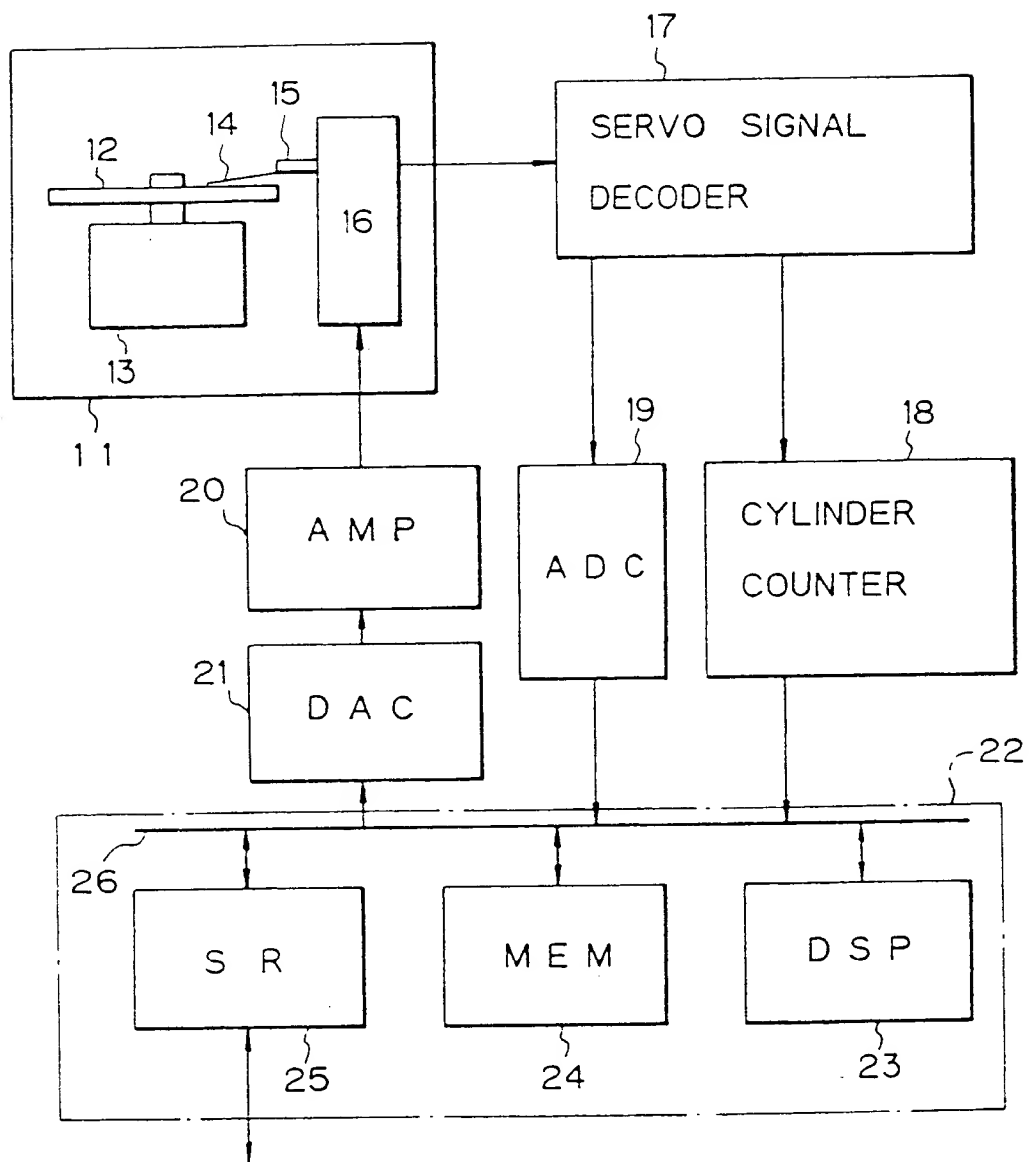 17
15
14
12
SERVO SIGNAL
DECODER
16
13
11
19
18
20
AMP
ADC
CYLINDER
COUNTER
21
DAC
22
26
SR
MEM
DSP
25
24
23